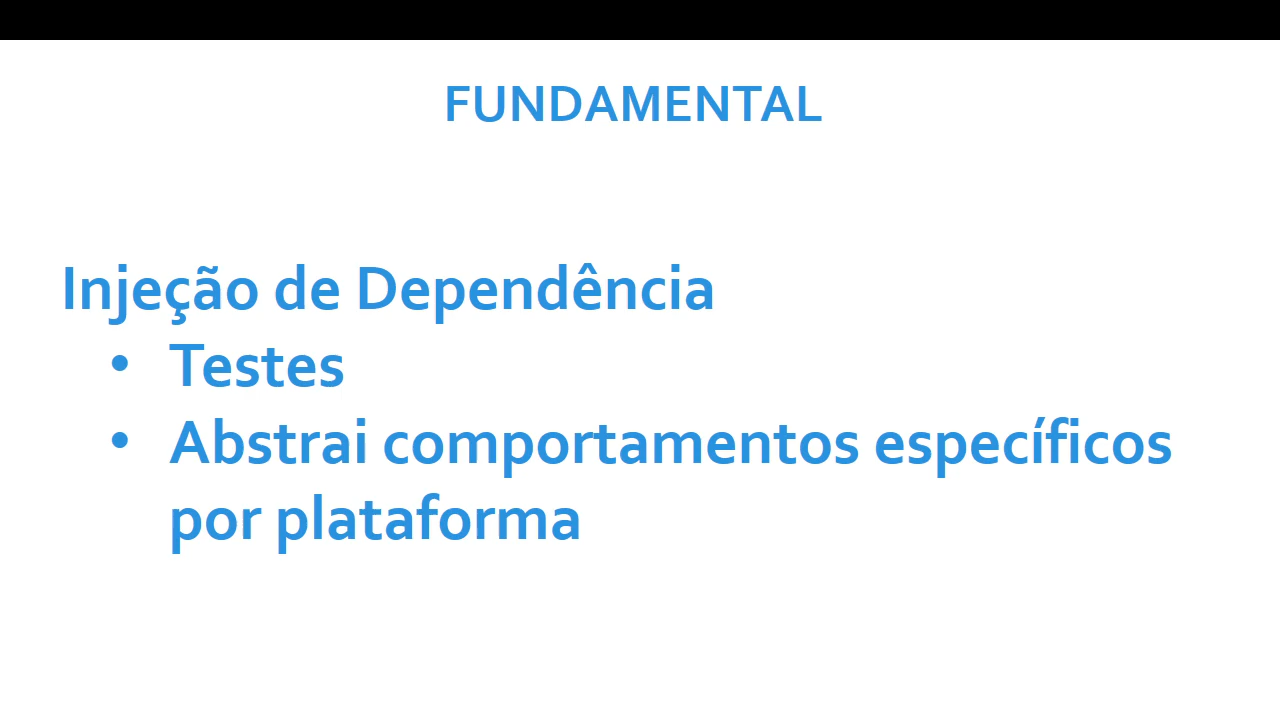 FUNDAMENTAL
Injeção de Dependência
• Testes
• Abstrai comportamentos específicos
por plataforma